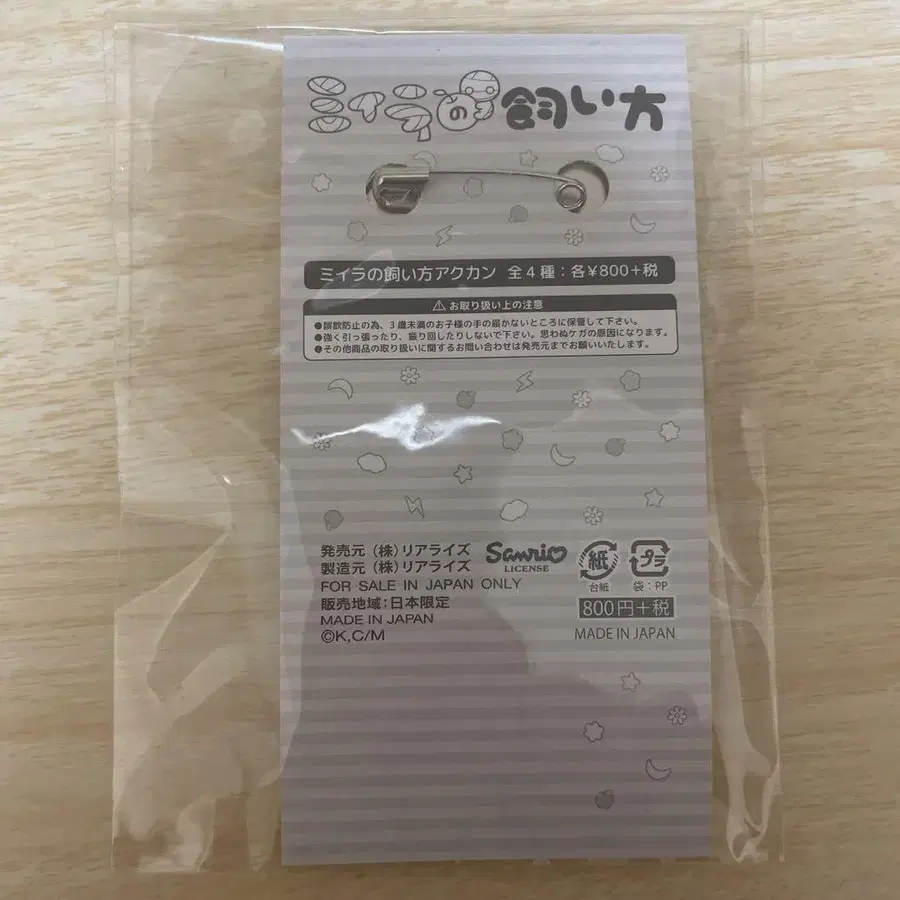 ミイラの飼い方
ミイラの飼い方アクカン 全4種：各¥800+税
⚠お取り扱い上の注意
●誤飲防止の為、3歳未満のお子様の手の届かないところに保管して下さい。
●強く引っ張ったり、振り回したりしないで下さい。思わぬケガの原因になります。
●その他商品の取り扱いに関するお問い合わせは発売元までお願いいたします。
発売元（株）リアライズ
製造元（株）リアライズ
FOR SALE IN JAPAN ONLY
販売地域：日本限定
MADE IN JAPAN
©K,C/M
Sanrio
LICENSE
紙
台紙
プラ
袋：PP
800円+税
MADE IN JAPAN